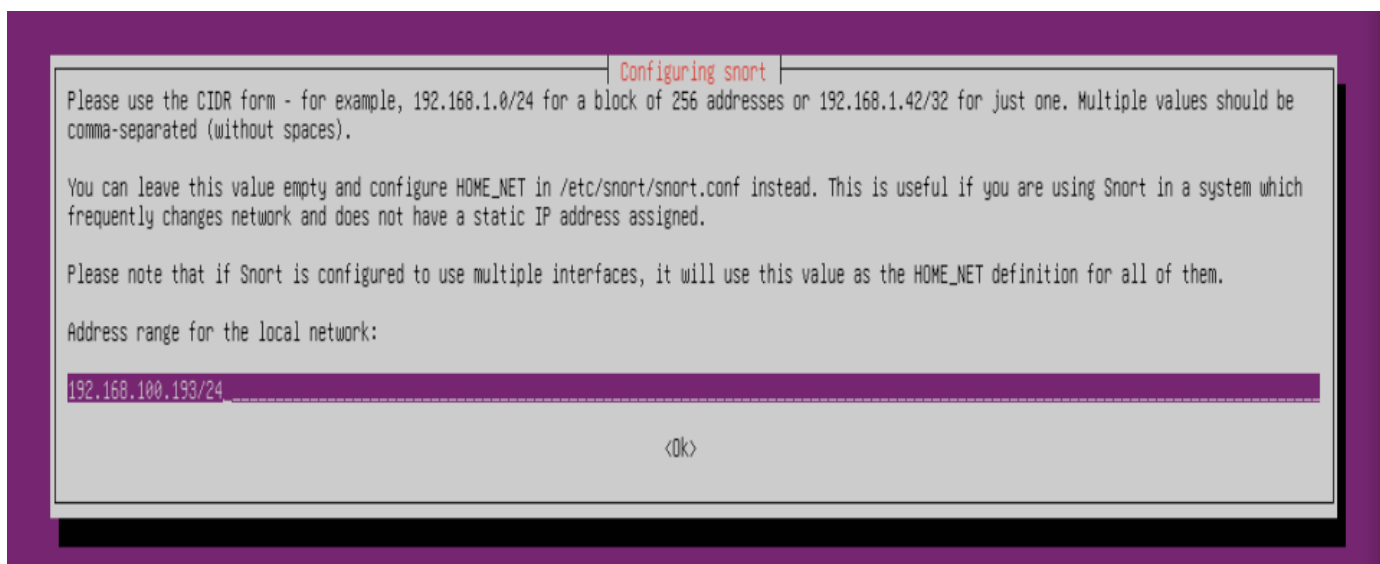 Configuring snort
Please use the CIDR form - for example, 192.168.1.0/24 for a block of 256 addresses or 192.168.1.42/32 for just one. Multiple values should be
comma-separated (without spaces).
You can leave this value empty and configure HOME_NET in /etc/snort/snort.conf instead. This is useful if you are using Snort in a system which
frequently changes network and does not have a static IP address assigned.
Please note that if Snort is configured to use multiple interfaces, it will use this value as the HOME_NET definition for all of them.
Address range for the local network:
192.168.100.193/24
<Ok>